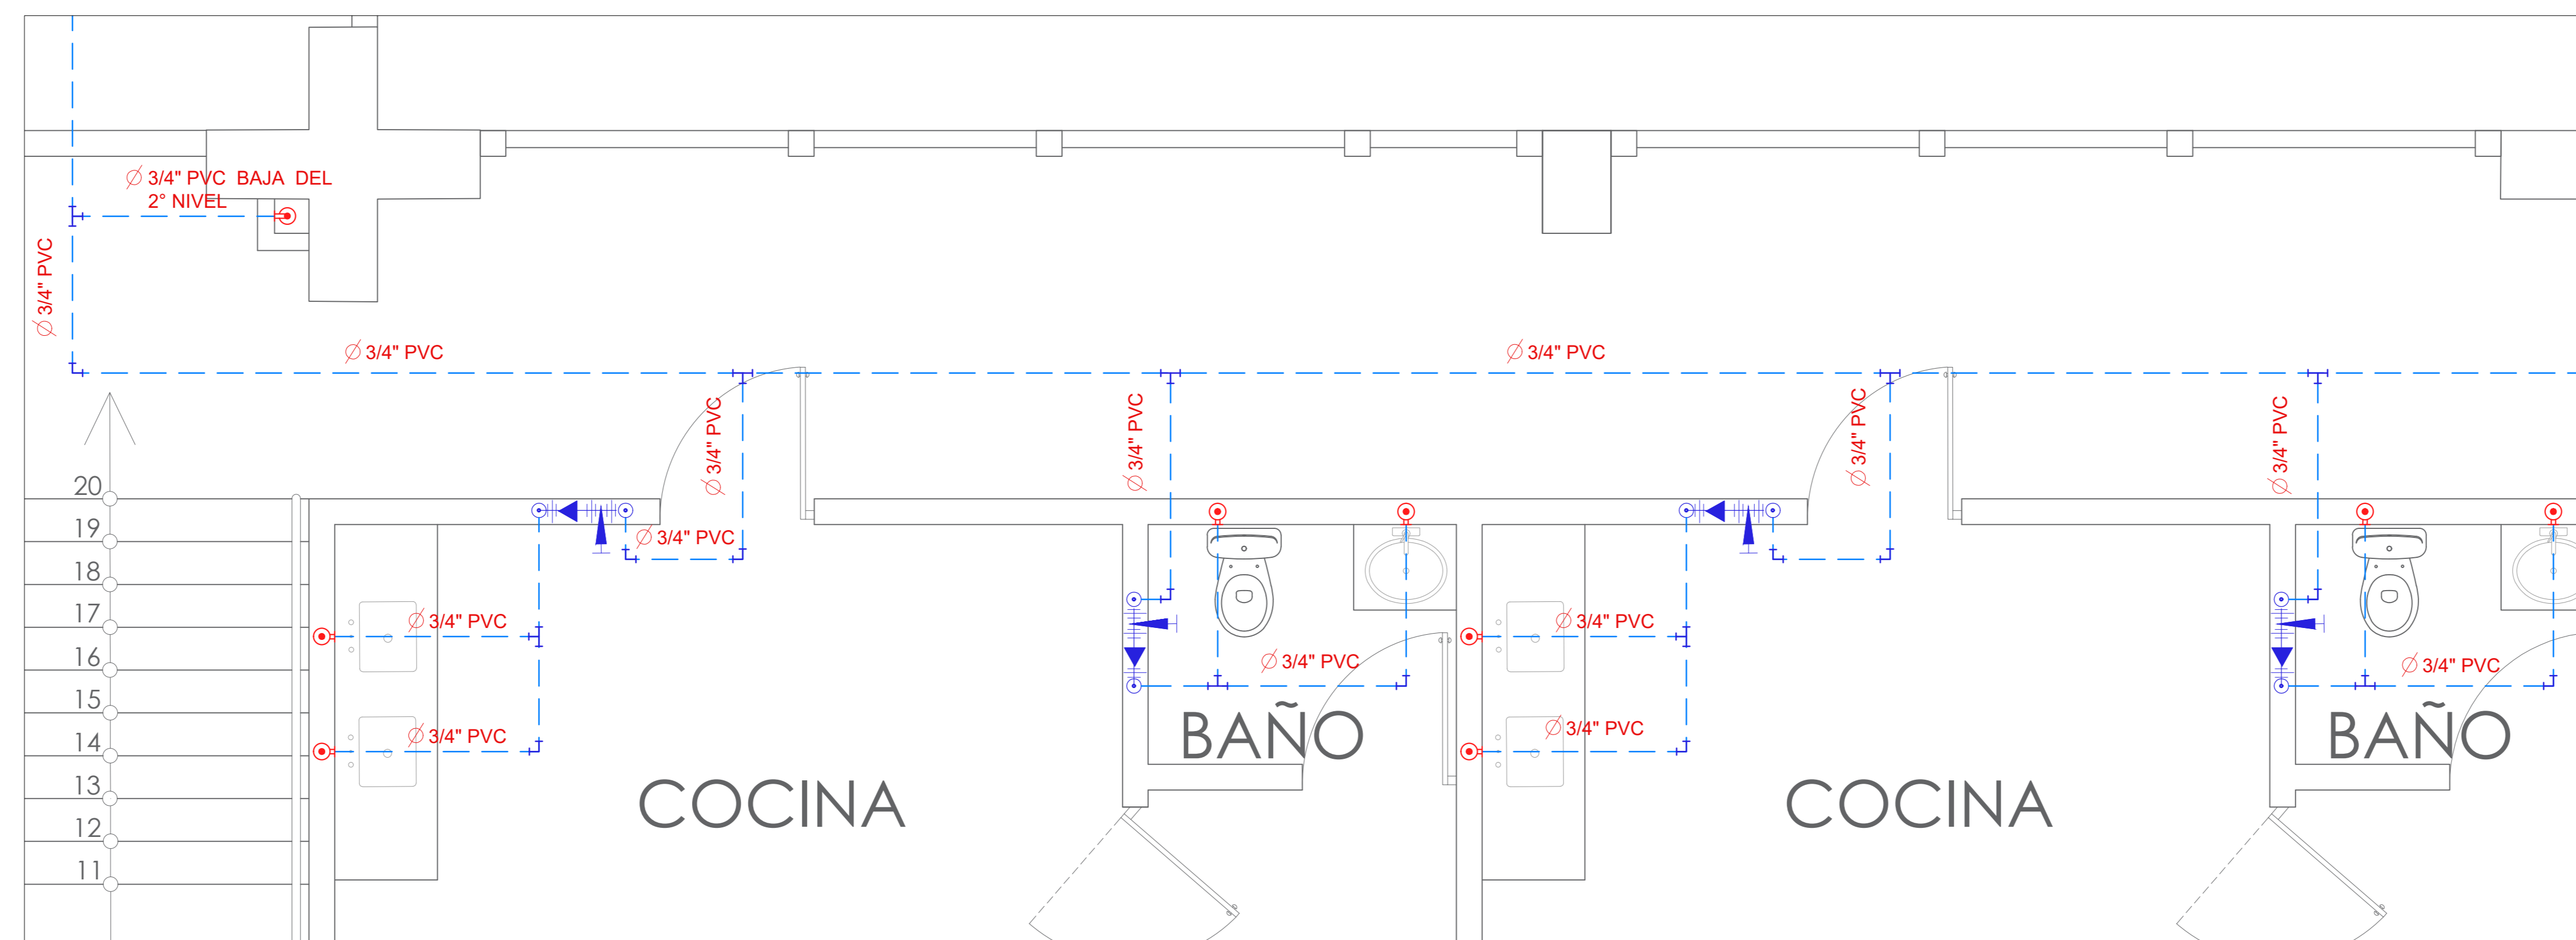 Ø 3/4" PVC BAJA DEL
2° NIVEL
Ø 3/4" PVC
Ø 3/4" PVC
Ø 3/4" PVC
Ø 3/4" PVC
Ø 3/4" PVC
Ø 3/4" PVC
Ø 3/4" PVC
Ø 3/4" PVC
20
19
18
17
16
15
14
13
12
11
Ø 3/4" PVC
Ø 3/4" PVC
Ø 3/4" PVC
Ø 3/4" PVC
Ø 3/4" PVC
Ø 3/4" PVC
Ø 3/4" PVC
BAÑO
BAÑO
COCINA
COCINA